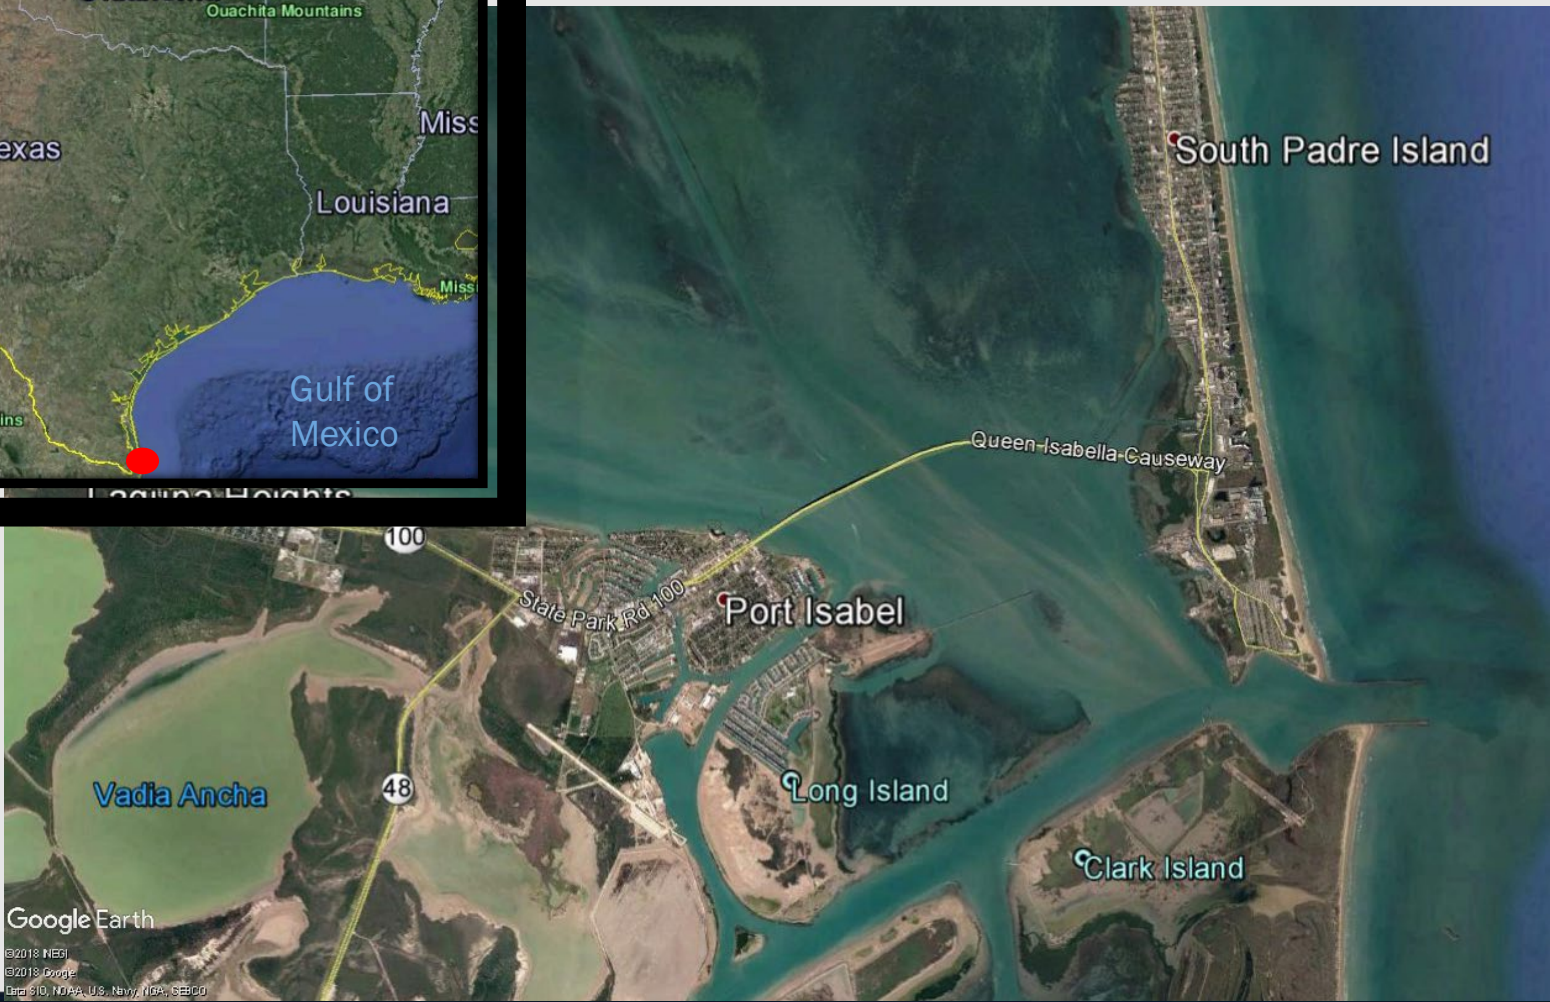 Ouachita Mountains
Miss
exas
Louisiana
Miss
Gulf of
Mexico
ins
Laguna Heights
South Padre Island
Queen Isabella Causeway
100
State Park Rd 100
Port Isabel
48
Vadia Ancha
Long Island
Clark Island
Google Earth
©2018 INEGI
©2018 Google
Data SIO, NOAA, U.S. Navy, NGA, GEBCO